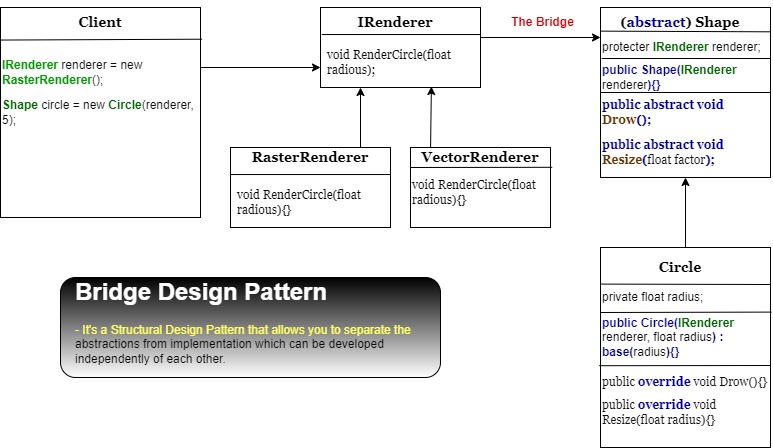 Client
IRenderer renderer = new
RasterRenderer();
Shape circle = new Circle(renderer,
5);
IRenderer
void RenderCircle(float
radious);
The Bridge
(abstract) Shape
protecter IRenderer renderer;
public Shape(IRenderer
renderer){}
public abstract void
Drow();
public abstract void
Resize(float factor);
RasterRenderer
void RenderCircle(float
radious){}
VectorRenderer
void RenderCircle(float
radious){}
Circle
private float radius;
public Circle(IRenderer
renderer, float radius) :
base(radius){}
public override void Drow(){}
public override void
Resize(float radius){}
Bridge Design Pattern
- It's a Structural Design Pattern that allows you to separate the
abstractions from implementation which can be developed
independently of each other.